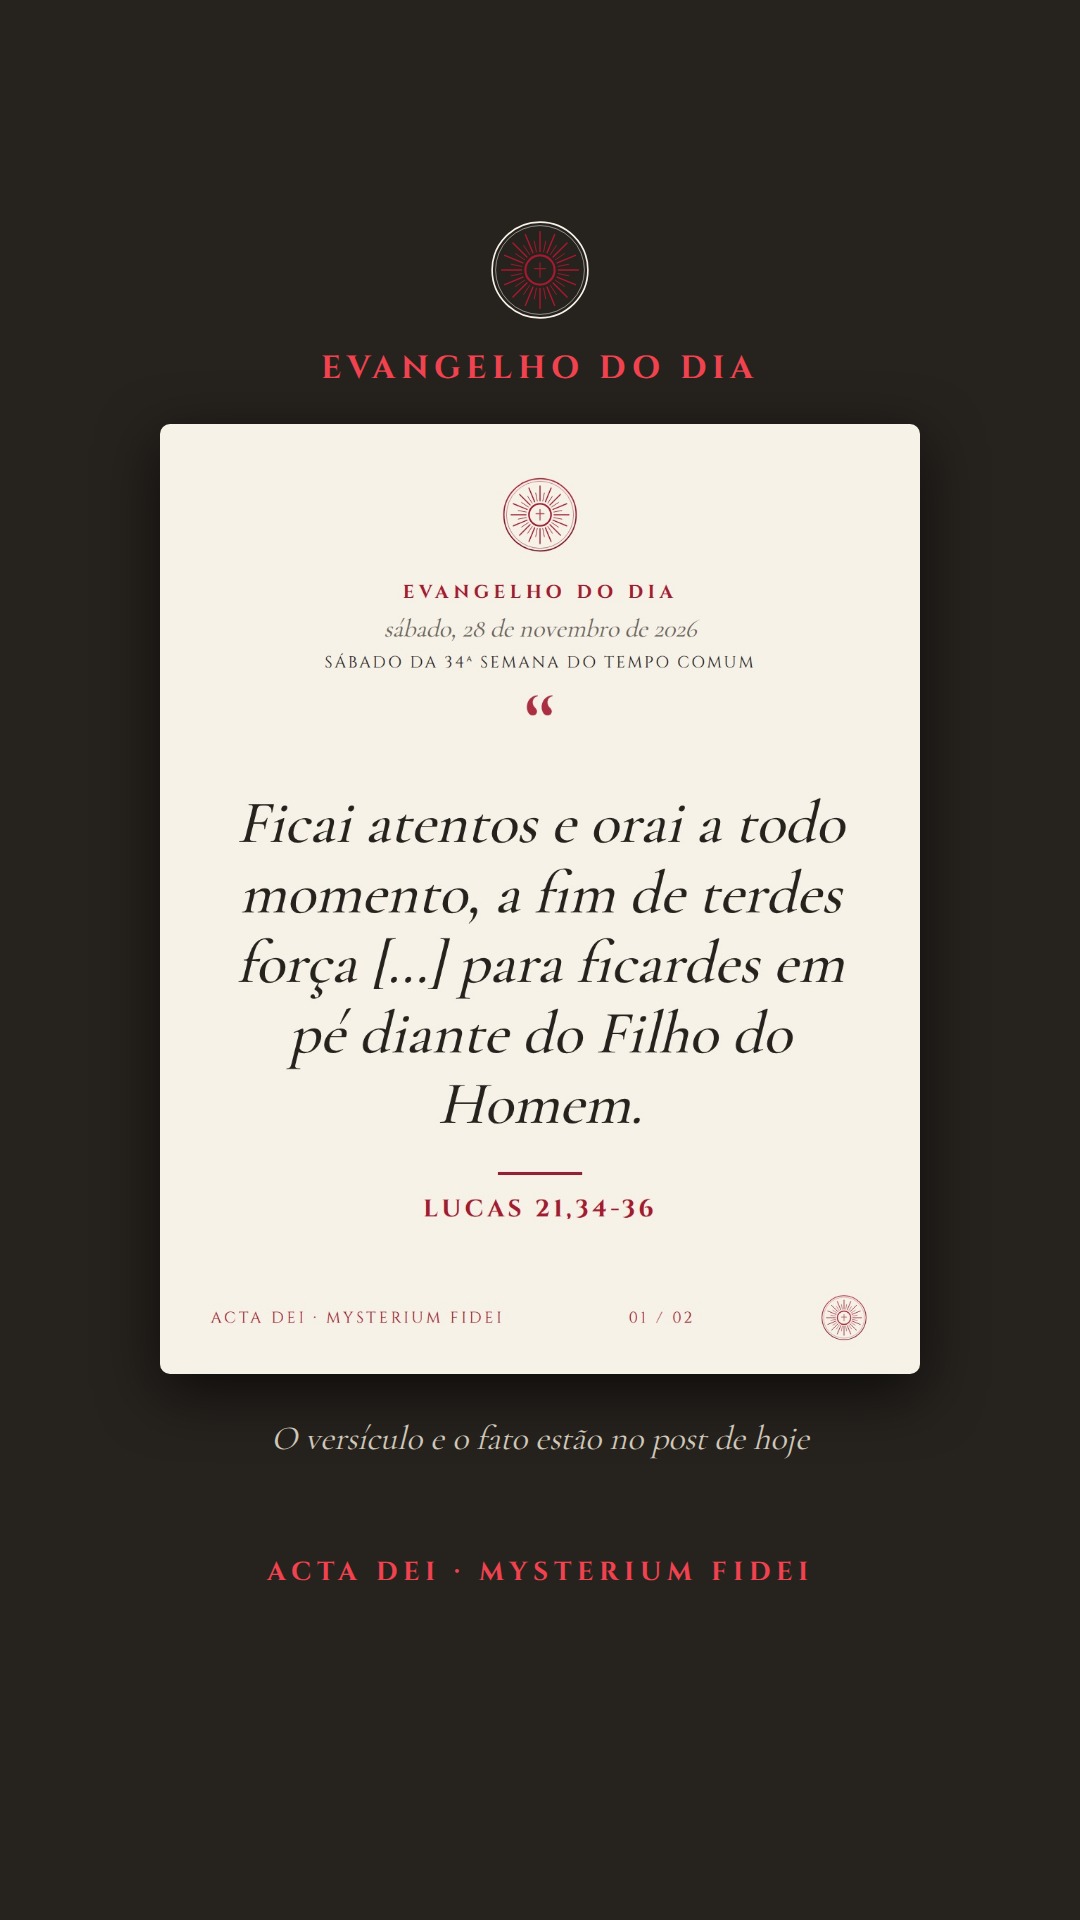 EVANGELHO DO DIA
EVANGELHO DO DIA
sábado, 28 de novembro de 2026
SÁBADO DA 34ª SEMANA DO TEMPO COMUM
“
Ficai atentos e orai a todo
momento, a fim de terdes
força [...] para ficardes em
pé diante do Filho do
Homem.
LUCAS 21,34-36
ACTA DEI · MYSTERIUM FIDEI 01 / 02
O versículo e o fato estão no post de hoje
ACTA DEI · MYSTERIUM FIDEI